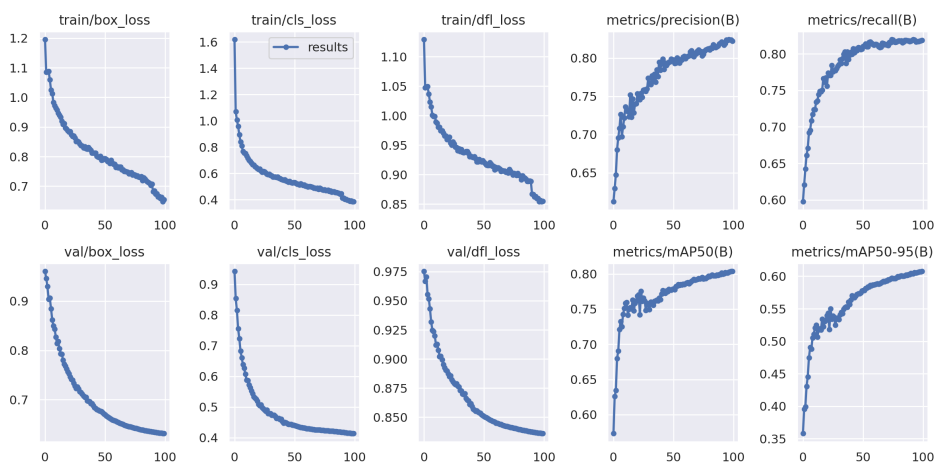 train/box_loss train/cls_loss train/dfl_loss metrics/precision(B) metrics/recall(B)
1.2 1.1 1.0 0.9 0.8 0.7
0 50 100
1.6 1.4 1.2 1.0 0.8 0.6 0.4
results
0 50 100
1.10 1.05 1.00 0.95 0.90 0.85
0 50 100
0.80 0.75 0.70 0.65
0 50 100
0.80 0.75 0.70 0.65 0.60
0 50 100
val/box_loss val/cls_loss val/dfl_loss metrics/mAP50(B) metrics/mAP50-95(B)
0.9 0.8 0.7
0 50 100
0.9 0.8 0.7 0.6 0.5 0.4
0 50 100
0.975 0.950 0.925 0.900 0.875 0.850
0 50 100
0.80 0.75 0.70 0.65 0.60
0 50 100
0.60 0.55 0.50 0.45 0.40 0.35
0 50 100